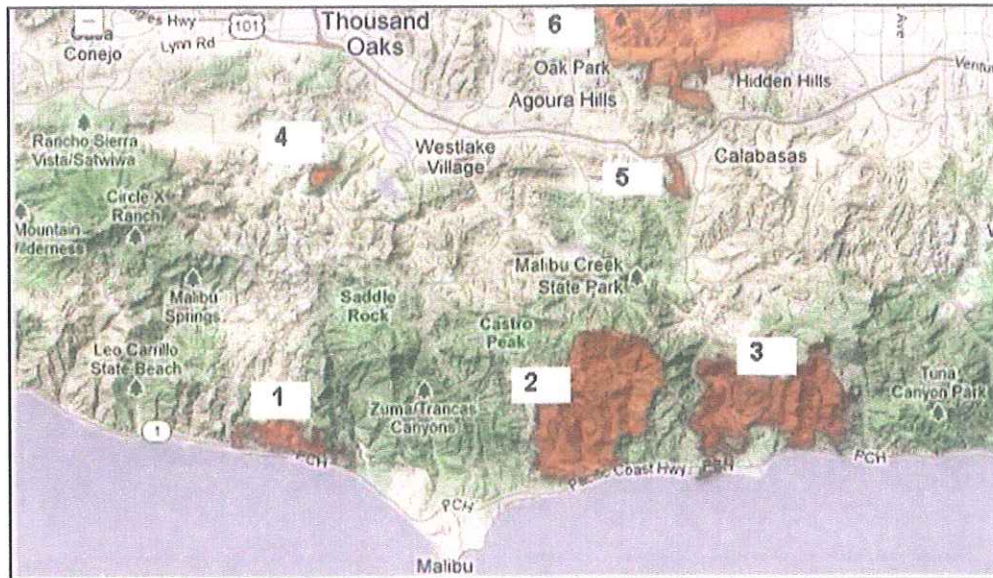 101
Lynn Rd
Conejo
Thousand
Oaks
6
Ave
Oak Park
Hidden Hills
Agoura Hills
4
Rancho Sierra
Vista/Satwiwa
Westlake
Village
5
Calabasas
Circle X
Ranch
Mountain
Malibu Creek
State Park
Malibu
Springs
Saddle
Rock
Castro
Peak
Leo Carrillo
State Beach
1
2
3
Zuma/Trancas
Canyons
Tuna
Canyon Park
1
PCH
Pacific Coast Hwy
PCH
PCH
PCH
Malibu